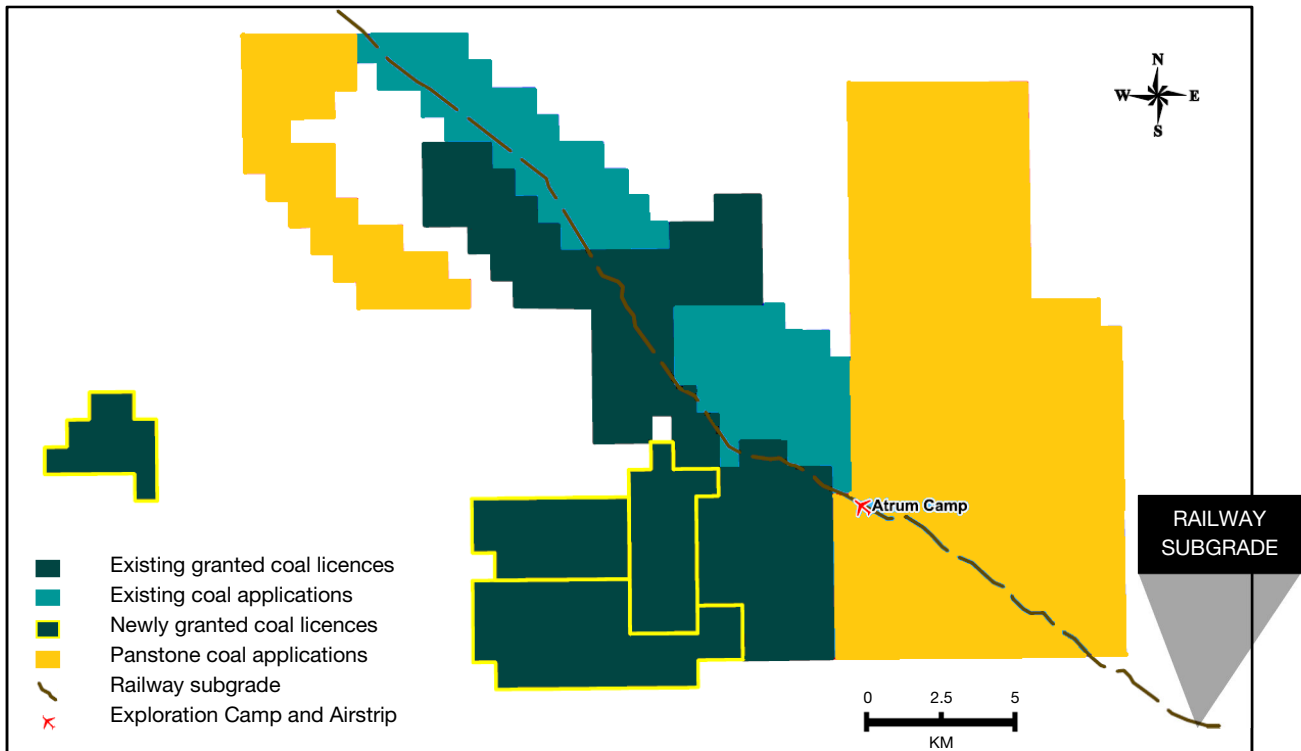 N
W E
S
Atrum Camp
RAILWAY
SUBGRADE
Existing granted coal licences
Existing coal applications
Newly granted coal licences
Panstone coal applications
Railway subgrade
Exploration Camp and Airstrip
0 2.5 5
KM